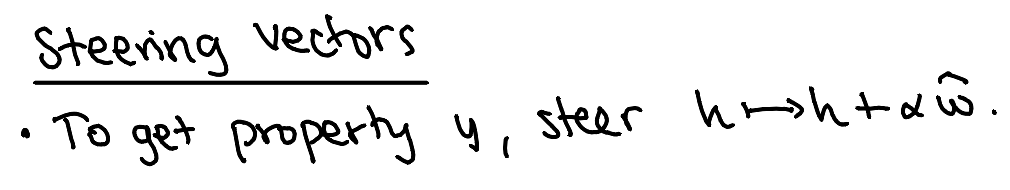 Steering vectors
• To get property y, steer h ⟼ h + αŵ.